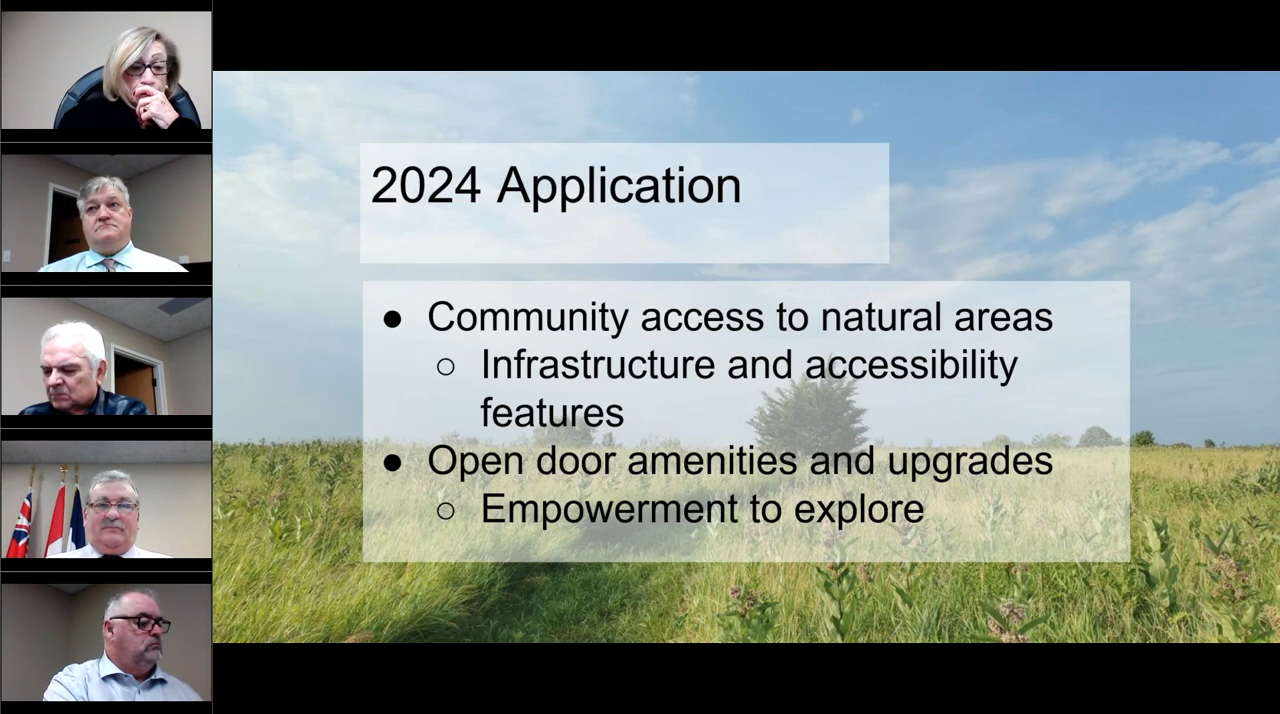 2024 Application
● Community access to natural areas
○ Infrastructure and accessibility
features
● Open door amenities and upgrades
○ Empowerment to explore